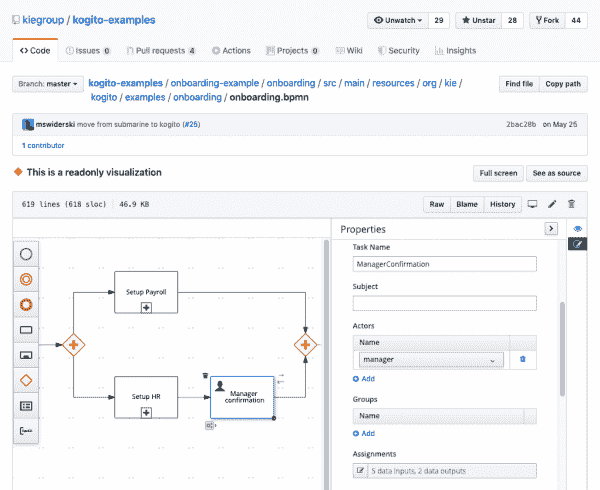 kiegroup / kogito-examples
Unwatch 29 Unstar 28 Fork 44
Code Issues 0 Pull requests 4 Actions Projects 0 Wiki Security Insights
Branch: master kogito-examples / onboarding-example / onboarding / src / main / resources / org / kie / Find file Copy path
kogito / examples / onboarding / onboarding.bpmn
mswiderski move from submarine to kogito (#25) 2bac20b on May 25
1 contributor
This is a readonly visualization Full screen See as source
619 lines (618 sloc) 46.9 KB Raw Blame History
Properties
Task Name
ManagerConfirmation
Subject
Actors
Name
manager
Add
Groups
Name
Add
Assignments
5 data inputs, 2 data outputs
Setup Payroll
Setup HR
Manager
confirmation